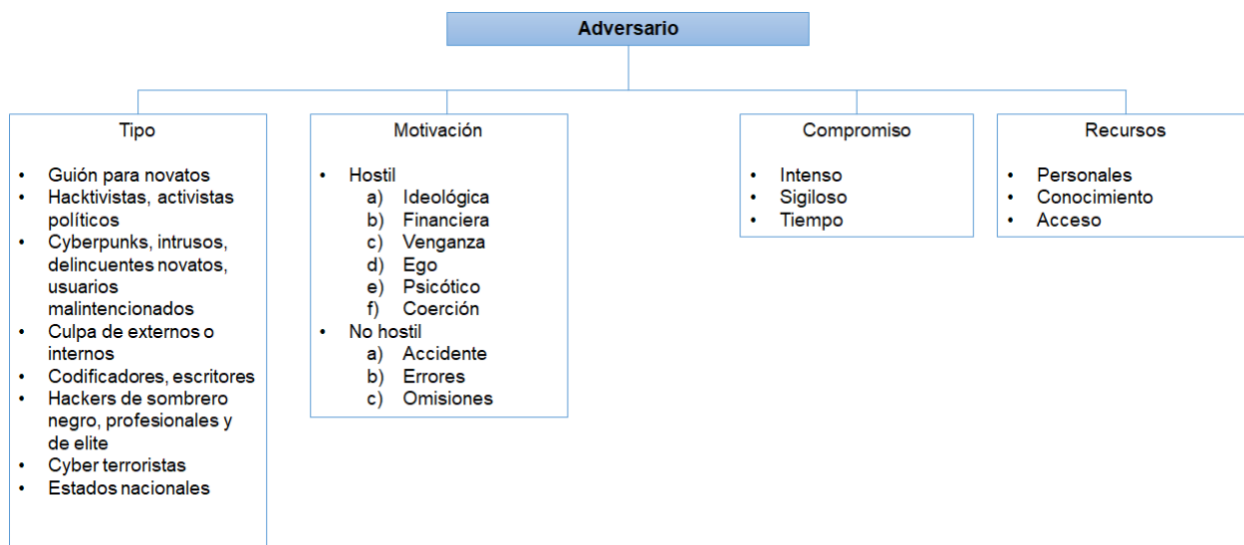 Adversario
Tipo
• Guión para novatos
• Hacktivistas, activistas
políticos
• Cyberpunks, intrusos,
delincuentes novatos,
usuarios
malintencionados
• Culpa de externos o
internos
• Codificadores, escritores
• Hackers de sombrero
negro, profesionales y
de elite
• Cyber terroristas
• Estados nacionales
Motivación
• Hostil
a) Ideológica
b) Financiera
c) Venganza
d) Ego
e) Psicótico
f) Coerción
• No hostil
a) Accidente
b) Errores
c) Omisiones
Compromiso
• Intenso
• Sigiloso
• Tiempo
Recursos
• Personales
• Conocimiento
• Acceso